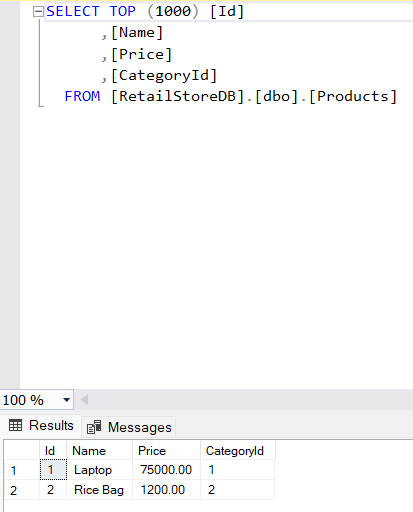 SELECT TOP (1000) [Id]
,[Name]
,[Price]
,[CategoryId]
FROM [RetailStoreDB].[dbo].[Products]
100 %
Results Messages
Id Name Price CategoryId
1 1 Laptop 75000.00 1
2 2 Rice Bag 1200.00 2